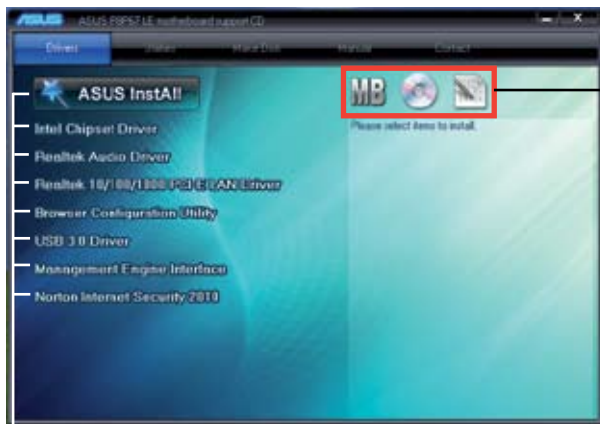 ASUS ASUS P8P67 LE motherboard support CD
Drivers Utilities Make Disk Manual Contact
ASUS InstAll
MB
Please select items to install.
Intel Chipset Driver
Realtek Audio Driver
Realtek 10/100/1000 PCI-E LAN Driver
Browser Configuration Utility
USB 3.0 Driver
Management Engine Interface
Norton Internet Security 2010